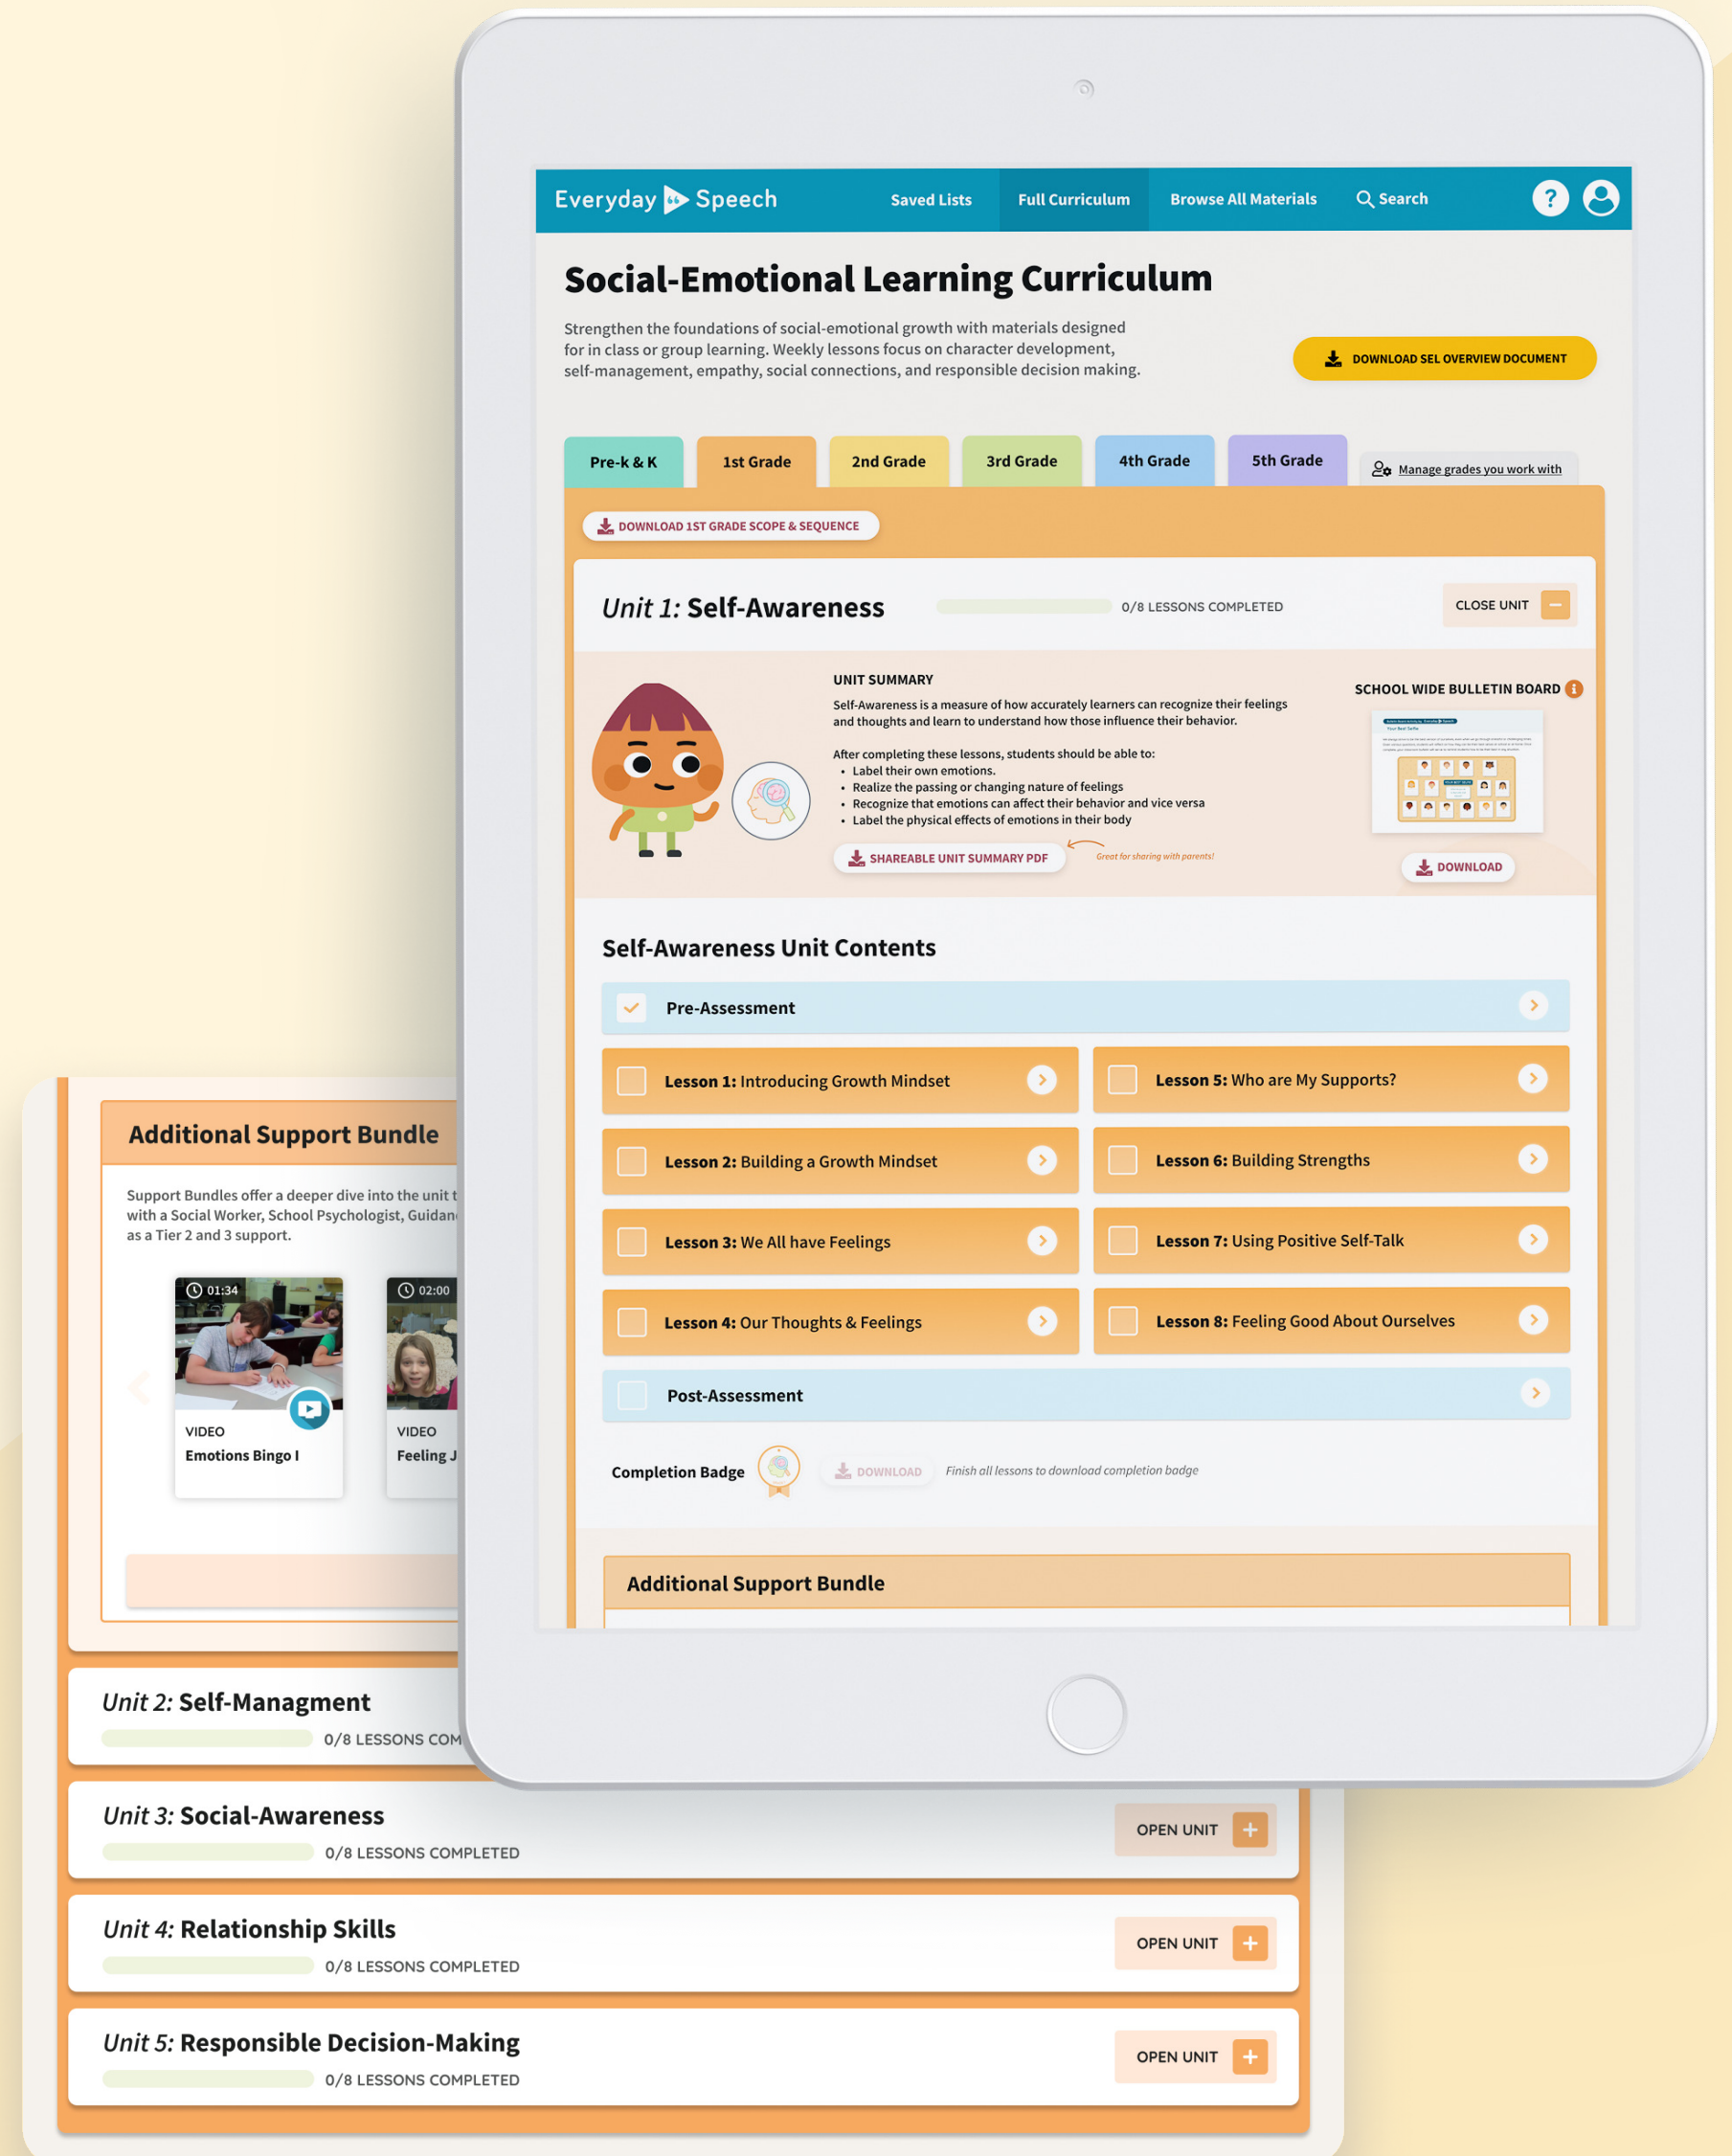 Everyday Speech
Saved Lists
Full Curriculum
Browse All Materials
Search
?
Social-Emotional Learning Curriculum
Strengthen the foundations of social-emotional growth with materials designed
for in class or group learning. Weekly lessons focus on character development,
self-management, empathy, social connections, and responsible decision making.
DOWNLOAD SEL OVERVIEW DOCUMENT
Pre-k & K
1st Grade
2nd Grade
3rd Grade
4th Grade
5th Grade
Manage grades you work with
DOWNLOAD 1ST GRADE SCOPE & SEQUENCE
Unit 1: Self-Awareness
0/8 LESSONS COMPLETED
CLOSE UNIT
UNIT SUMMARY
Self-Awareness is a measure of how accurately learners can recognize their feelings
and thoughts and learn to understand how those influence their behavior.
After completing these lessons, students should be able to:
• Label their own emotions.
• Realize the passing or changing nature of feelings
• Recognize that emotions can affect their behavior and vice versa
• Label the physical effects of emotions in their body
SHAREABLE UNIT SUMMARY PDF
Great for sharing with parents!
SCHOOL WIDE BULLETIN BOARD
Your Best Selfie
DOWNLOAD
Self-Awareness Unit Contents
Pre-Assessment
Lesson 1: Introducing Growth Mindset
Lesson 5: Who are My Supports?
Lesson 2: Building a Growth Mindset
Lesson 6: Building Strengths
Lesson 3: We All have Feelings
Lesson 7: Using Positive Self-Talk
Lesson 4: Our Thoughts & Feelings
Lesson 8: Feeling Good About Ourselves
Post-Assessment
Completion Badge
DOWNLOAD
Finish all lessons to download completion badge
Additional Support Bundle
Additional Support Bundle
Support Bundles offer a deeper dive into the unit
with a Social Worker, School Psychologist,
as a Tier 2 and 3 support.
01:34
VIDEO
Emotions Bingo I
02:00
VIDEO
Feeling J
Unit 2: Self-Managment
0/8 LESSONS COM
Unit 3: Social-Awareness
0/8 LESSONS COMPLETED
OPEN UNIT
Unit 4: Relationship Skills
0/8 LESSONS COMPLETED
OPEN UNIT
Unit 5: Responsible Decision-Making
0/8 LESSONS COMPLETED
OPEN UNIT